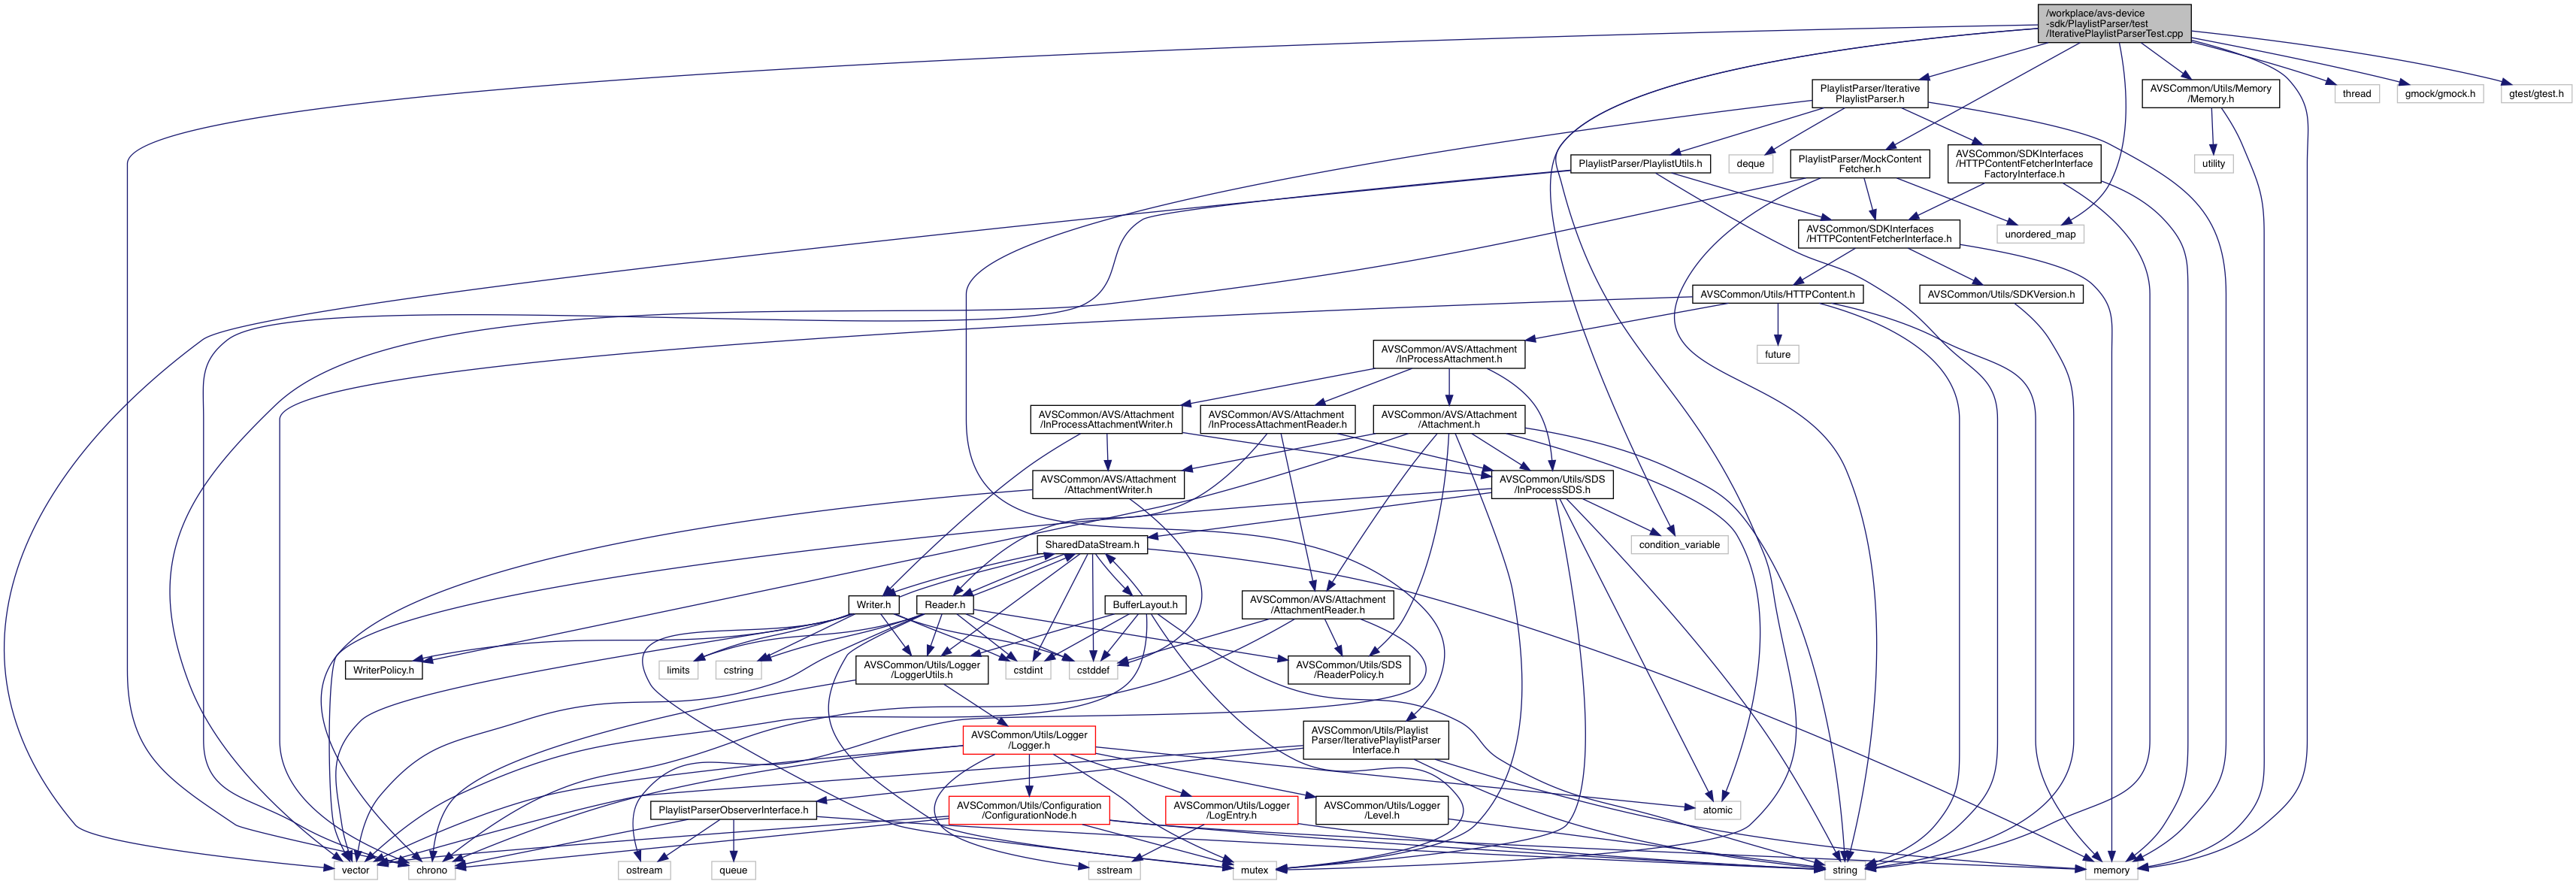 /workplace/avs-device
-sdk/PlaylistParser/test
/IterativePlaylistParserTest.cpp
PlaylistParser/Iterative
PlaylistParser.h
AVSCommon/Utils/Memory
/Memory.h
thread
gmock/gmock.h
gtest/gtest.h
PlaylistParser/PlaylistUtils.h
deque
PlaylistParser/MockContent
Fetcher.h
AVSCommon/SDKInterfaces
/HTTPContentFetcherInterface
FactoryInterface.h
utility
AVSCommon/SDKInterfaces
/HTTPContentFetcherInterface.h
unordered_map
AVSCommon/Utils/HTTPContent.h
AVSCommon/Utils/SDKVersion.h
AVSCommon/AVS/Attachment
/InProcessAttachment.h
future
AVSCommon/AVS/Attachment
/InProcessAttachmentWriter.h
AVSCommon/AVS/Attachment
/InProcessAttachmentReader.h
AVSCommon/AVS/Attachment
/Attachment.h
AVSCommon/AVS/Attachment
/AttachmentWriter.h
AVSCommon/Utils/SDS
/InProcessSDS.h
SharedDataStream.h
condition_variable
Writer.h
Reader.h
BufferLayout.h
AVSCommon/AVS/Attachment
/AttachmentReader.h
WriterPolicy.h
limits
cstring
AVSCommon/Utils/Logger
/LoggerUtils.h
cstdint
cstddef
AVSCommon/Utils/SDS
/ReaderPolicy.h
AVSCommon/Utils/Logger
/Logger.h
AVSCommon/Utils/Playlist
Parser/IterativePlaylistParser
Interface.h
PlaylistParserObserverInterface.h
AVSCommon/Utils/Configuration
/ConfigurationNode.h
AVSCommon/Utils/Logger
/LogEntry.h
AVSCommon/Utils/Logger
/Level.h
atomic
vector
chrono
ostream
queue
sstream
mutex
string
memory